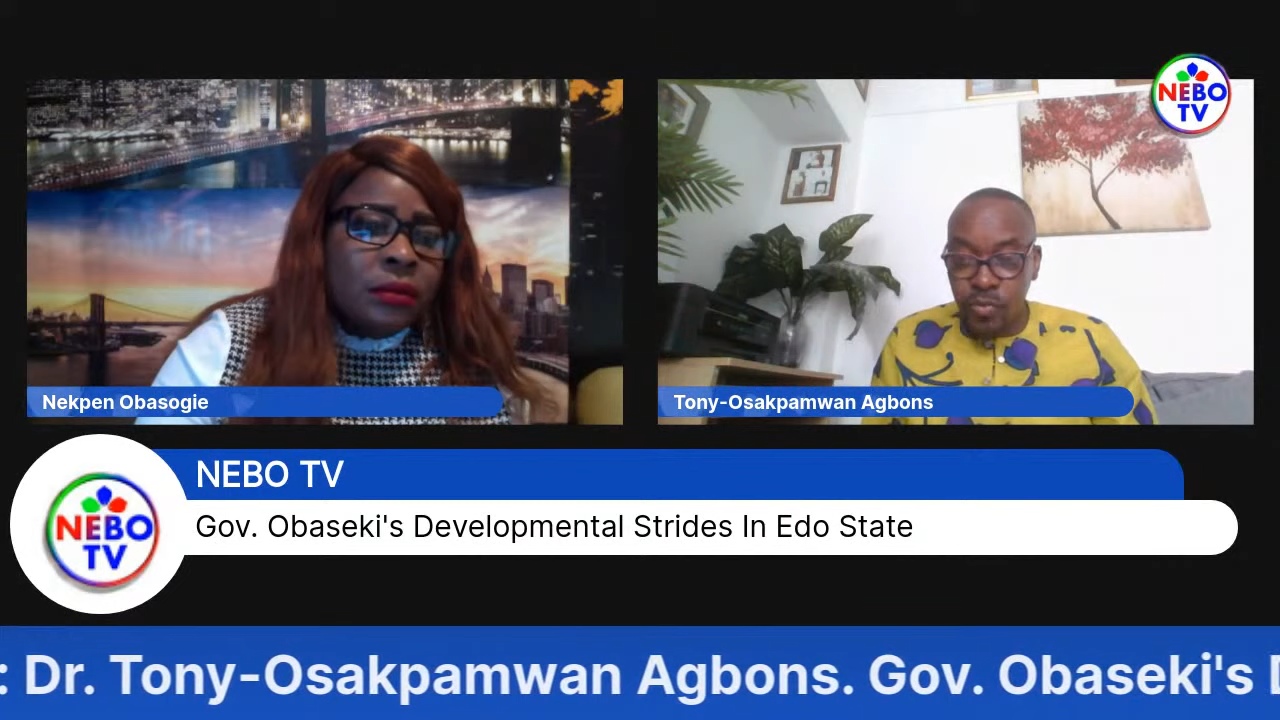 NEBO
TV
Nekpen Obasogie
Tony-Osakpamwan Agbons
NEBO TV
Gov. Obaseki's Developmental Strides In Edo State
NEBO
TV
: Dr. Tony-Osakpamwan Agbons. Gov. Obaseki's D